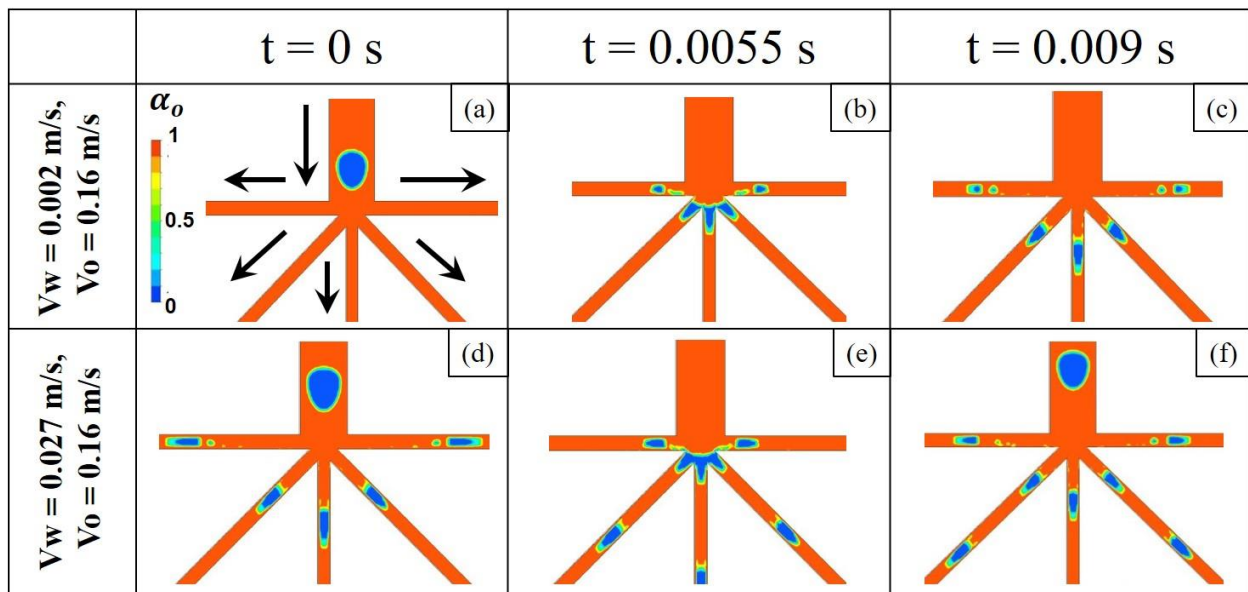 t = 0 s
t = 0.0055 s
t = 0.009 s
Vw = 0.002 m/s,
Vo = 0.16 m/s
αo
1
0.5
0
(a)
(b)
(c)
Vw = 0.027 m/s,
Vo = 0.16 m/s
(d)
(e)
(f)